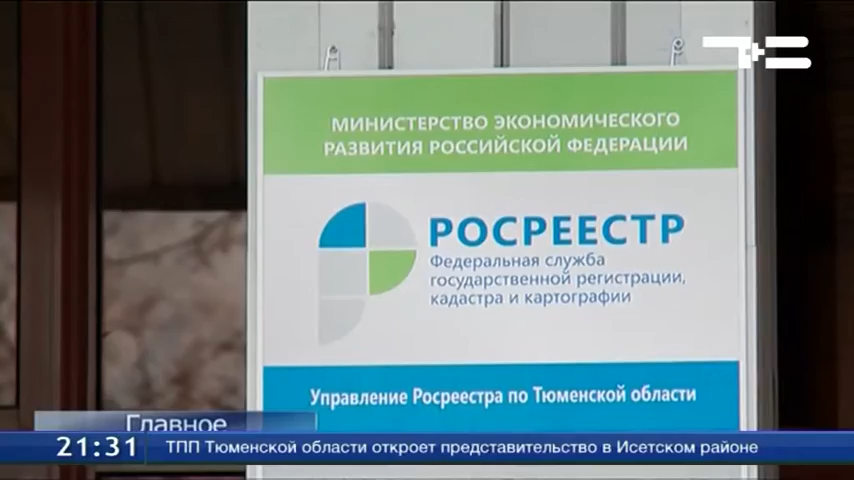 Т+В
МИНИСТЕРСТВО ЭКОНОМИЧЕСКОГО
РАЗВИТИЯ РОССИЙСКОЙ ФЕДЕРАЦИИ
РОСРЕЕСТР
Федеральная служба
государственной регистрации,
кадастра и картографии
Управление Росреестра по Тюменской области
Главное
21:31 ТПП Тюменской области откроет представительство в Исетском районе